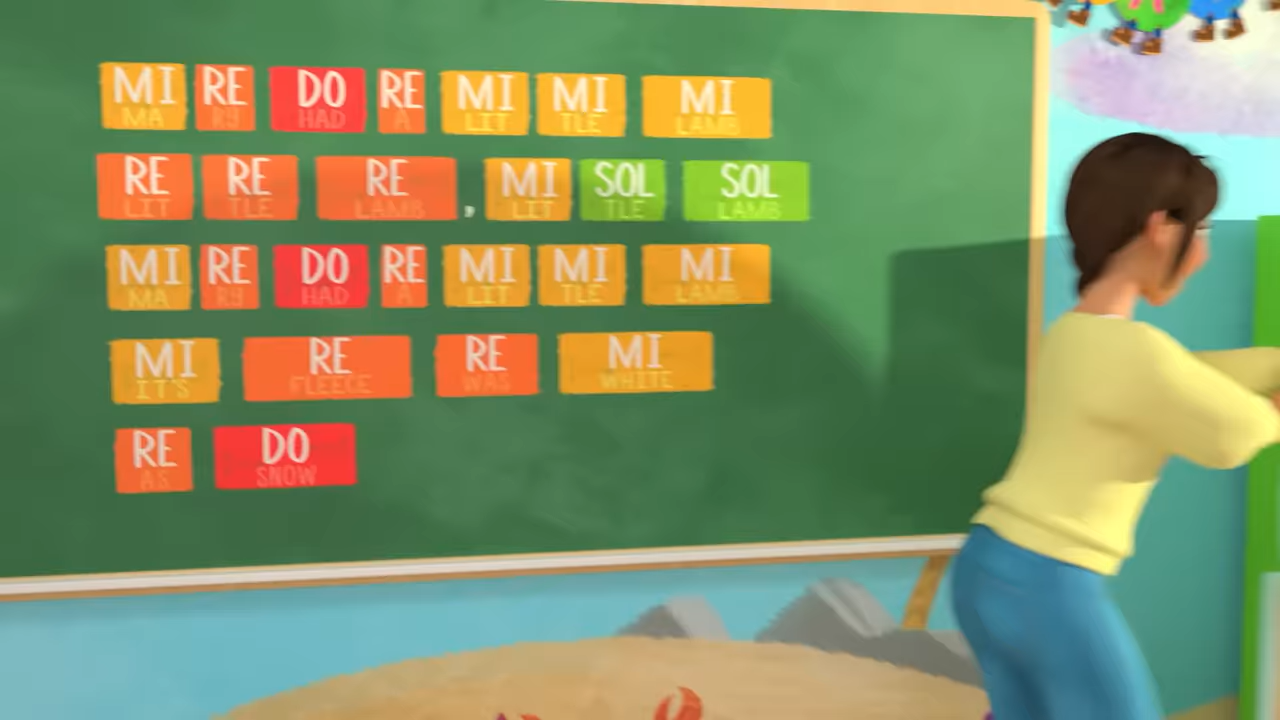 MI RE DO RE MI MI MI
MA RY HAD A LIT TLE LAMB
RE RE RE , MI SOL SOL
LIT TLE LAMB LIT TLE LAMB
MI RE DO RE MI MI MI
MA RY HAD A LIT TLE LAMB
MI RE RE MI
IT'S FLEECE WAS WHITE
RE DO
AS SNOW